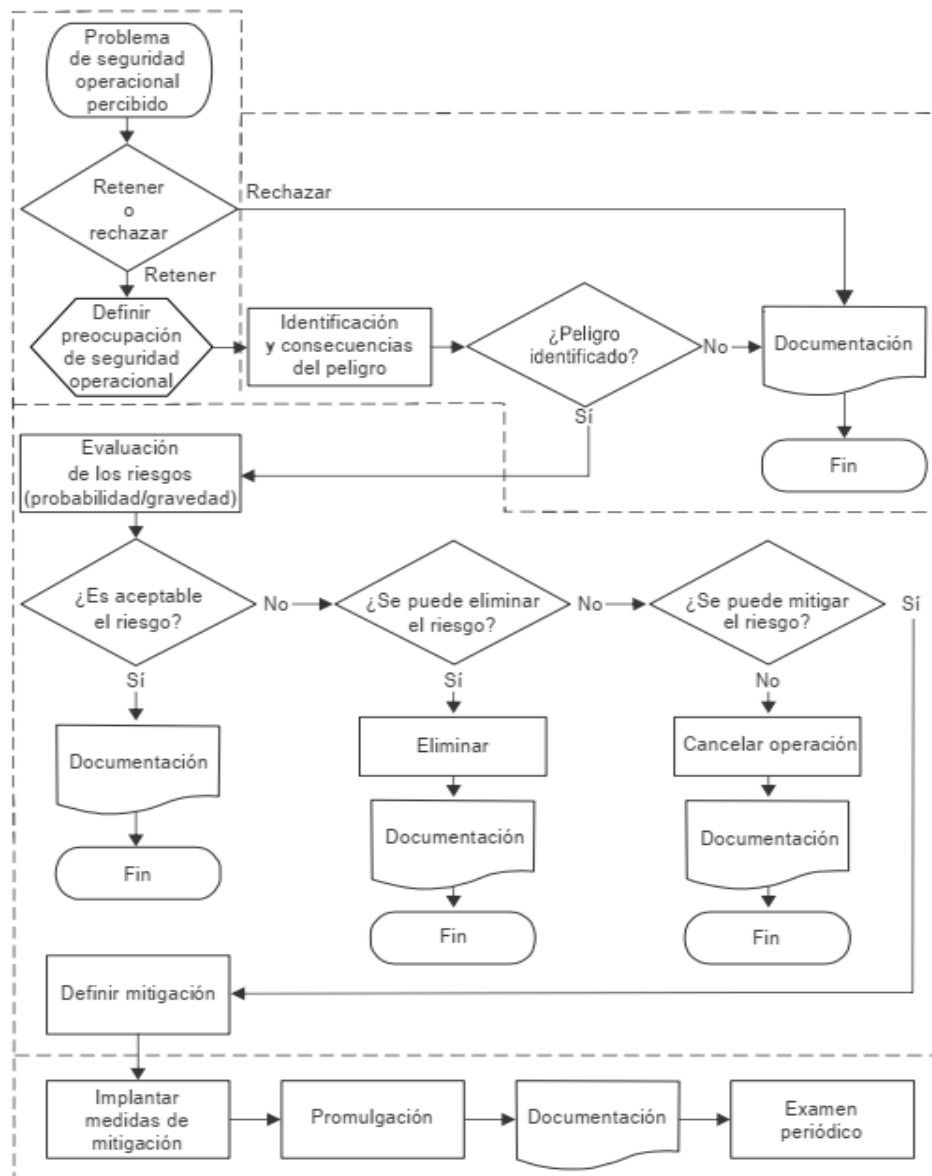 Problema
de seguridad
operacional
percibido
Retener
o
rechazar
Rechazar
Retener
Definir
preocupación
de seguridad
operacional
Identificación
y consecuencias
del peligro
¿Peligro
identificado?
No
Documentación
Sí
Fin
Evaluación
de los riesgos
(probabilidad/gravedad)
¿Es aceptable
el riesgo?
No
¿Se puede eliminar
el riesgo?
No
¿Se puede mitigar
el riesgo?
Sí
Sí
Sí
No
Documentación
Eliminar
Cancelar operación
Documentación
Documentación
Fin
Fin
Fin
Definir mitigación
Implantar
medidas de
mitigación
Promulgación
Documentación
Examen
periódico